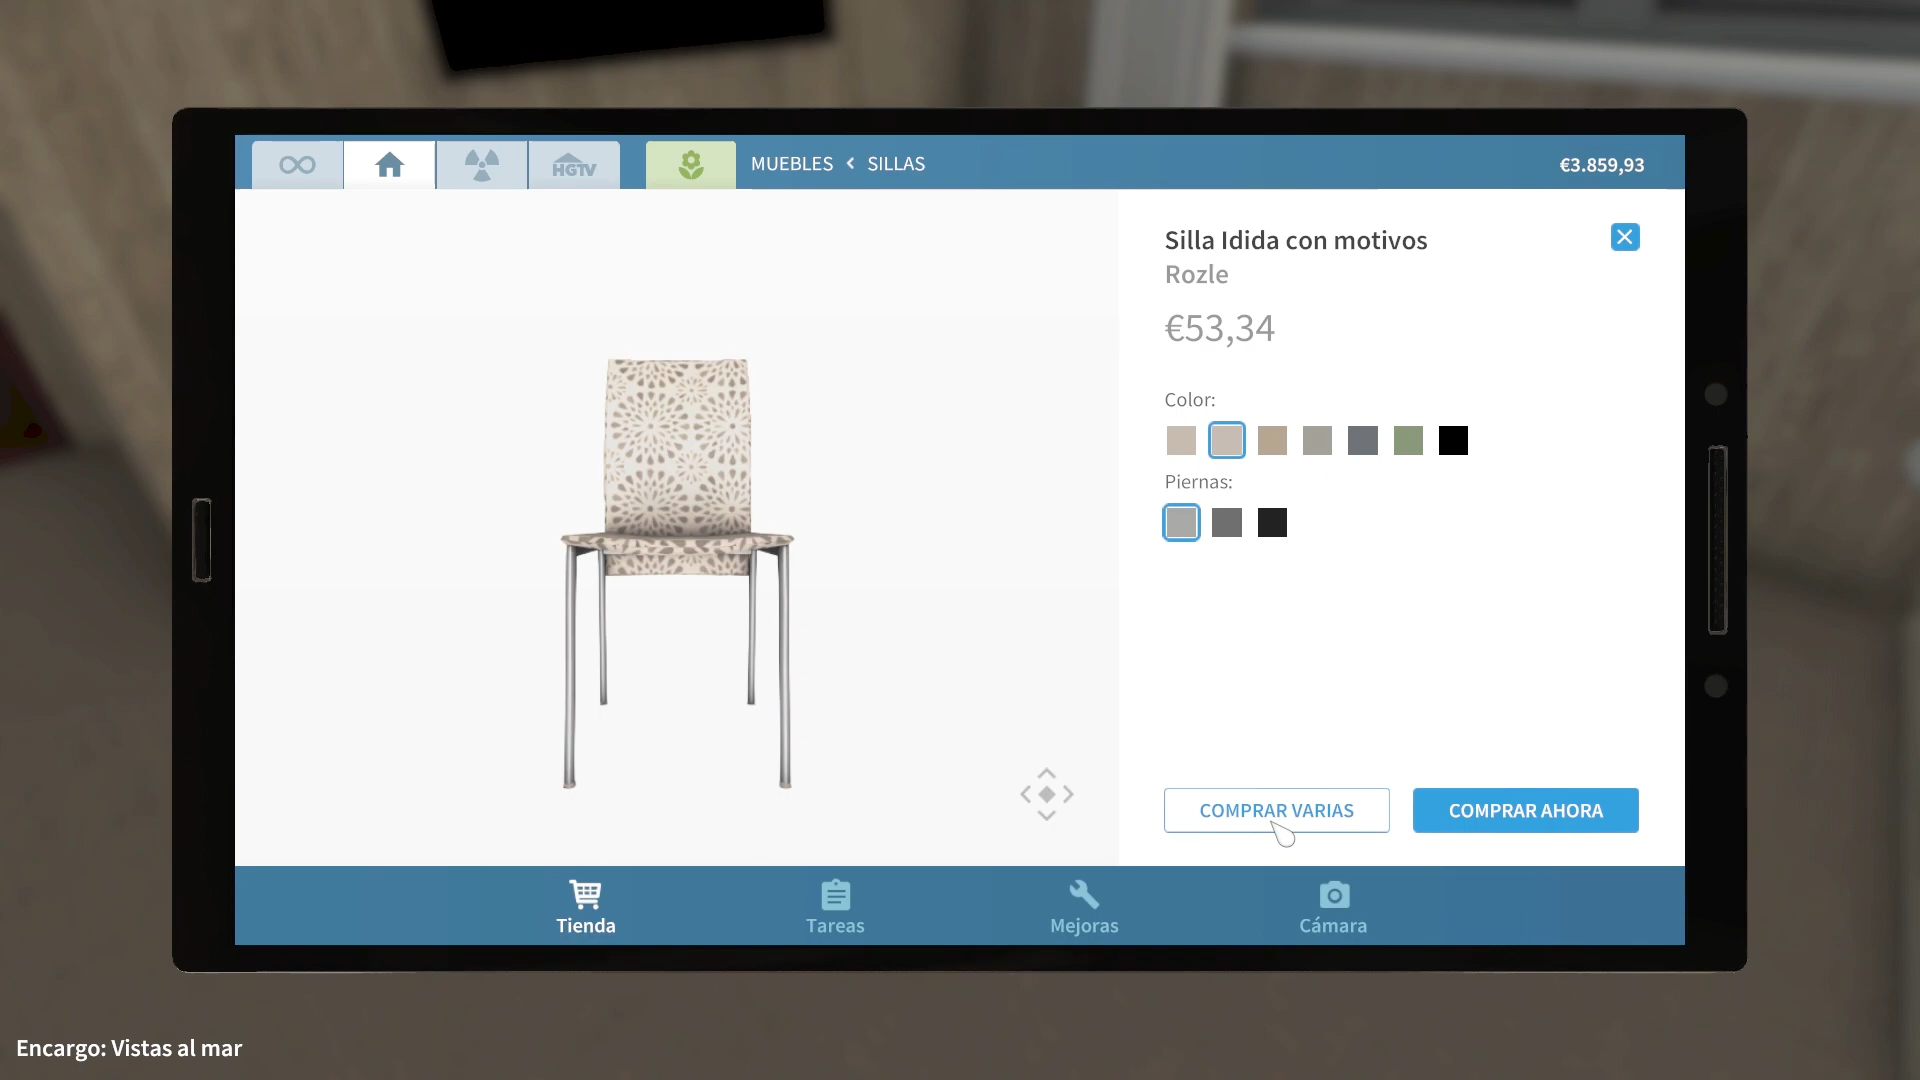 HGTV
MUEBLES < SILLAS
€3.859,93
Silla Idida con motivos
Rozle
€53,34
Color:
Piernas:
COMPRAR VARIAS
COMPRAR AHORA
Tienda
Tareas
Mejoras
Cámara
Encargo: Vistas al mar